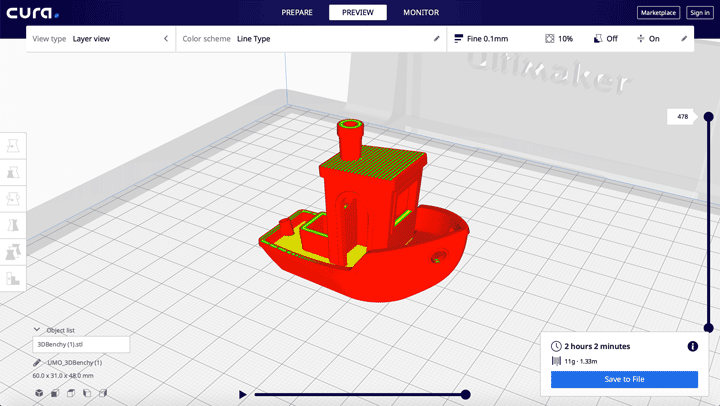 cura.
PREPARE
PREVIEW
MONITOR
Marketplace
Sign in
View type Layer view
Color scheme Line Type
Fine 0.1mm
10%
Off
On
Ultimaker
478
Object list
3DBenchy (1).stl
UMO_3DBenchy (1)
60.0 x 31.0 x 48.0 mm
2 hours 2 minutes
11g · 1.33m
Save to File